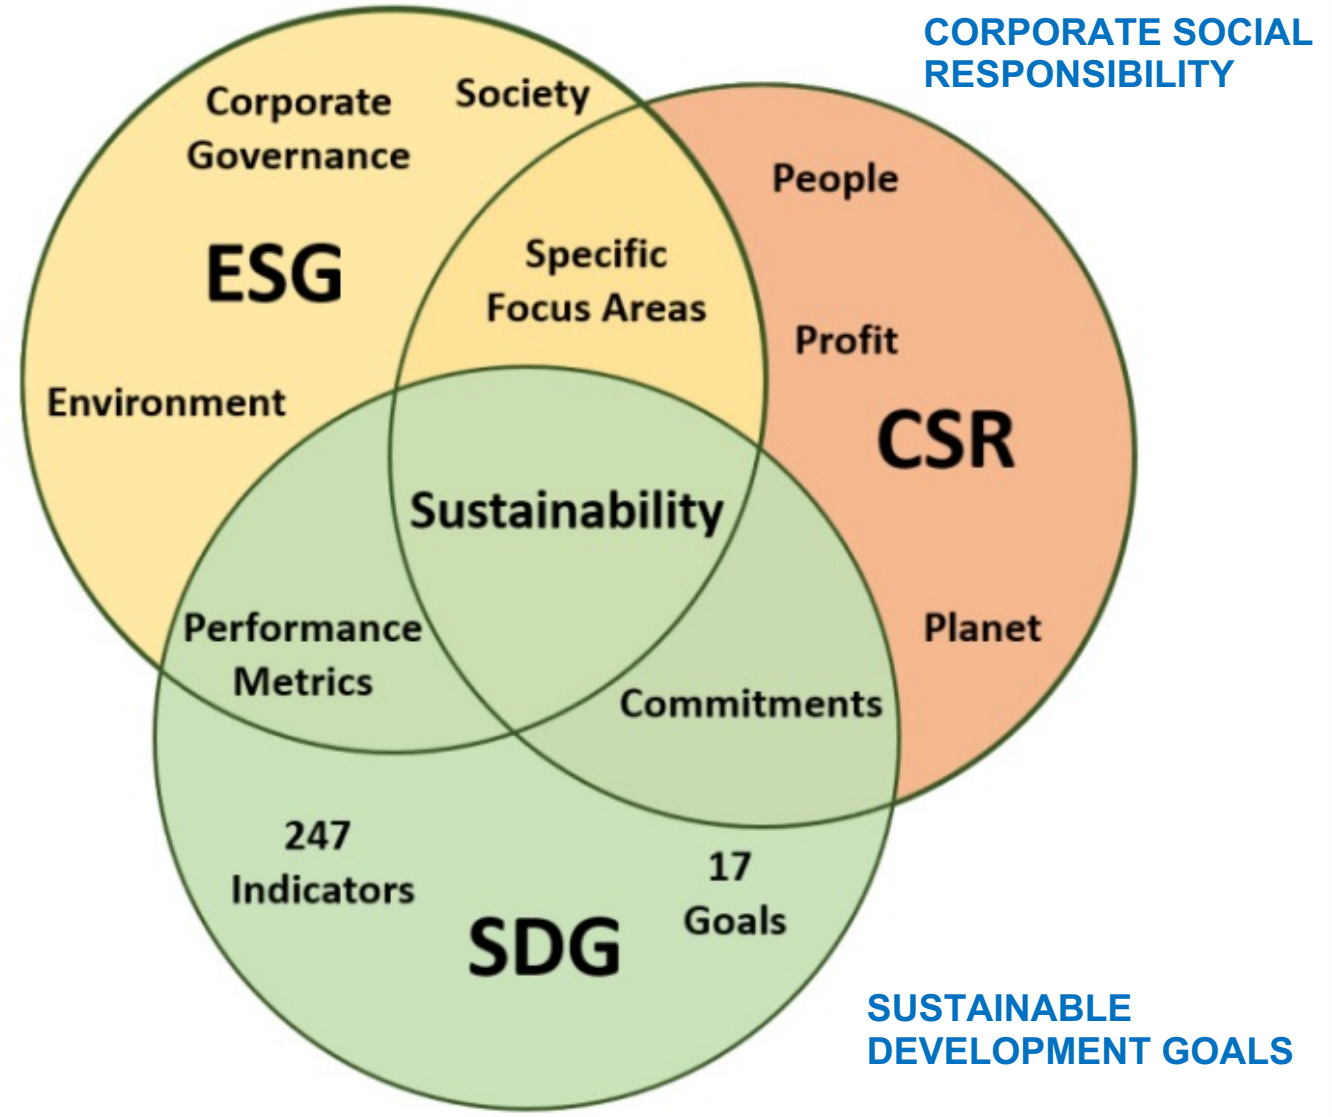 CORPORATE SOCIAL
RESPONSIBILITY
Corporate
Governance
Society
ESG
Environment
Specific
Focus Areas
People
Profit
CSR
Planet
Sustainability
Performance
Metrics
Commitments
247
Indicators
17
Goals
SDG
SUSTAINABLE
DEVELOPMENT GOALS